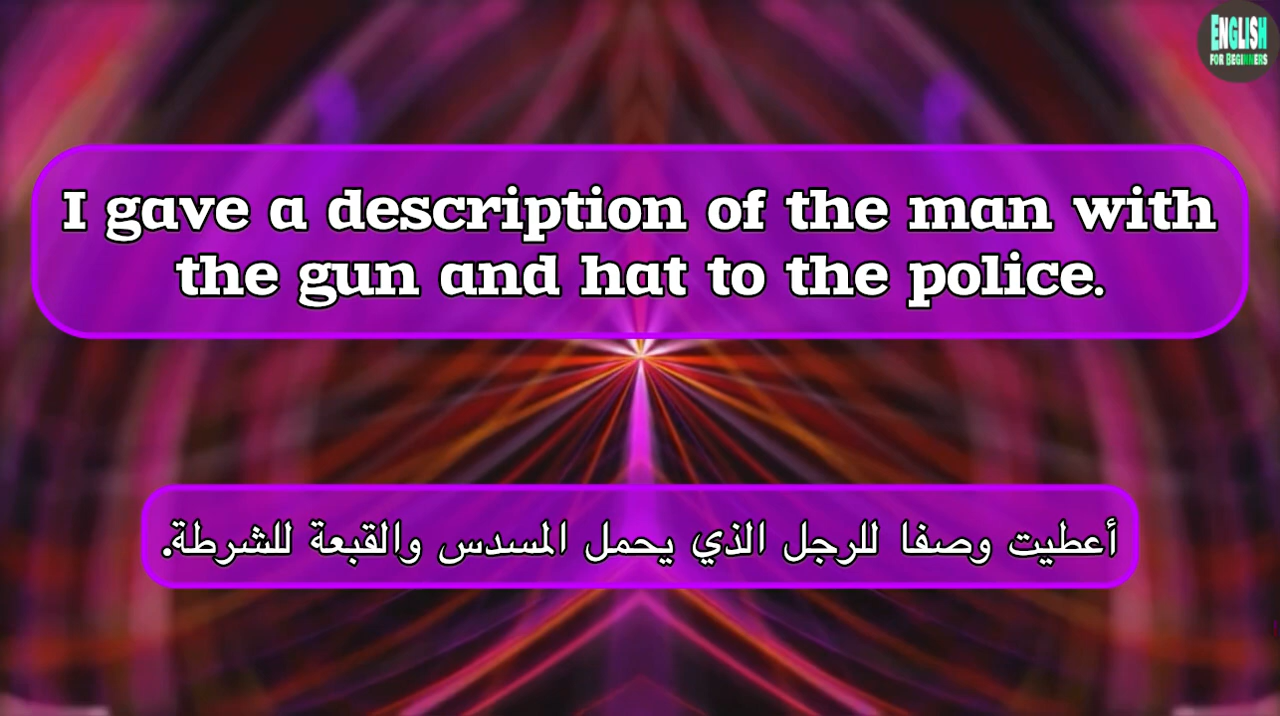 ENGLISH
FOR BEGINNERS
I gave a description of the man with
the gun and hat to the police.
أعطيت وصفا للرجل الذي يحمل المسدس والقبعة للشرطة.